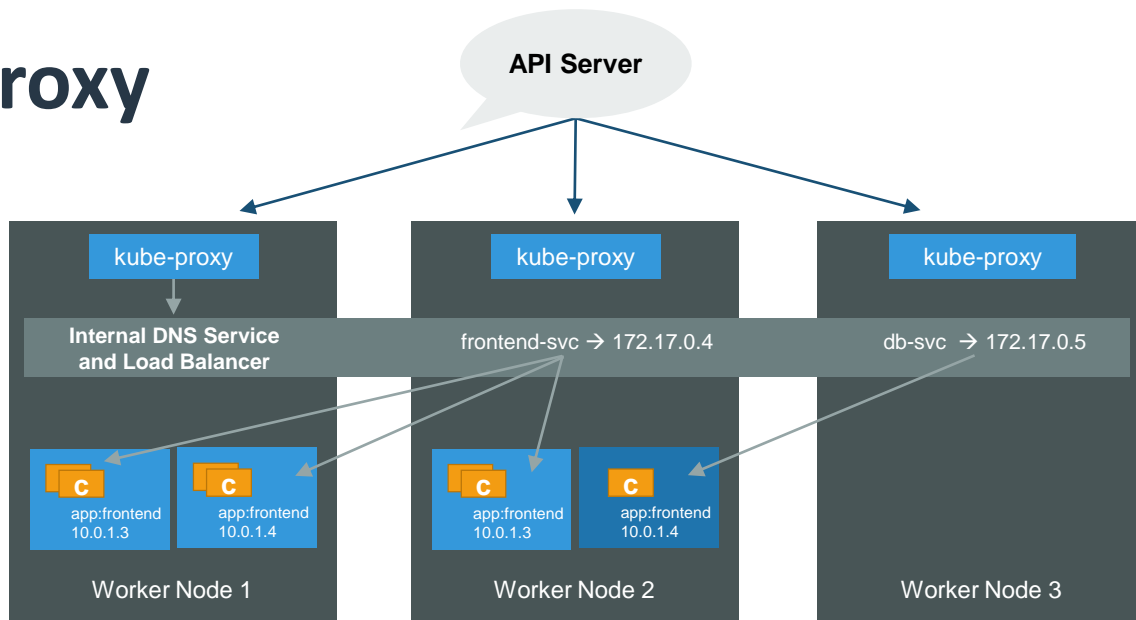 roxy
API Server
kube-proxy
kube-proxy
kube-proxy
Internal DNS Service
and Load Balancer
frontend-svc → 172.17.0.4
db-svc → 172.17.0.5
c
app:frontend
10.0.1.3
c
app:frontend
10.0.1.4
c
app:frontend
10.0.1.3
c
app:frontend
10.0.1.4
Worker Node 1
Worker Node 2
Worker Node 3